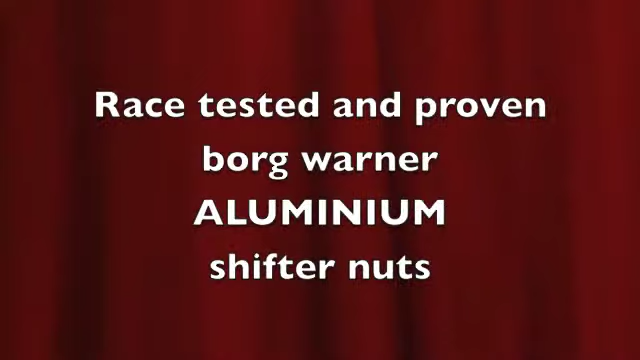 Race tested and proven
borg warner
ALUMINIUM
shifter nuts